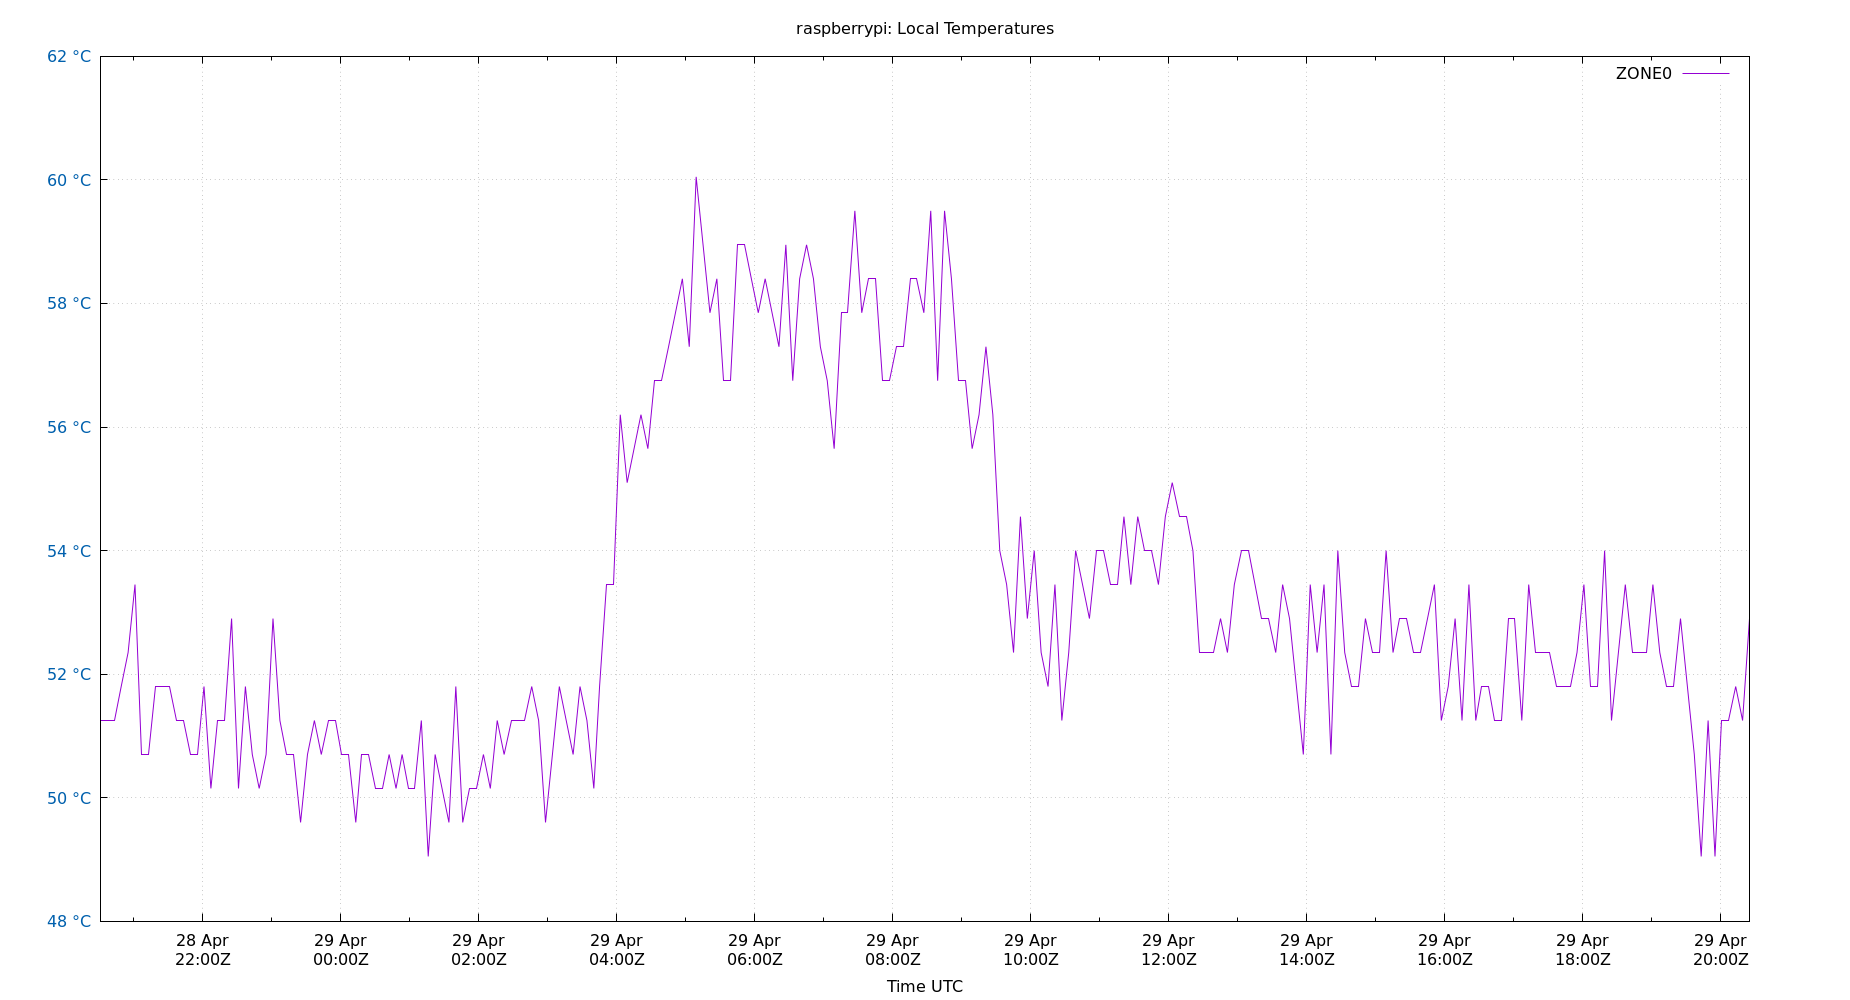 raspberrypi: Local Temperatures
62 °C
ZONE0
60 °C
58 °C
56 °C
54 °C
52 °C
50 °C
48 °C
28 Apr 29 Apr 29 Apr 29 Apr 29 Apr 29 Apr 29 Apr 29 Apr 29 Apr 29 Apr 29 Apr 29 Apr
22:00Z 00:00Z 02:00Z 04:00Z 06:00Z 08:00Z 10:00Z 12:00Z 14:00Z 16:00Z 18:00Z 20:00Z
Time UTC